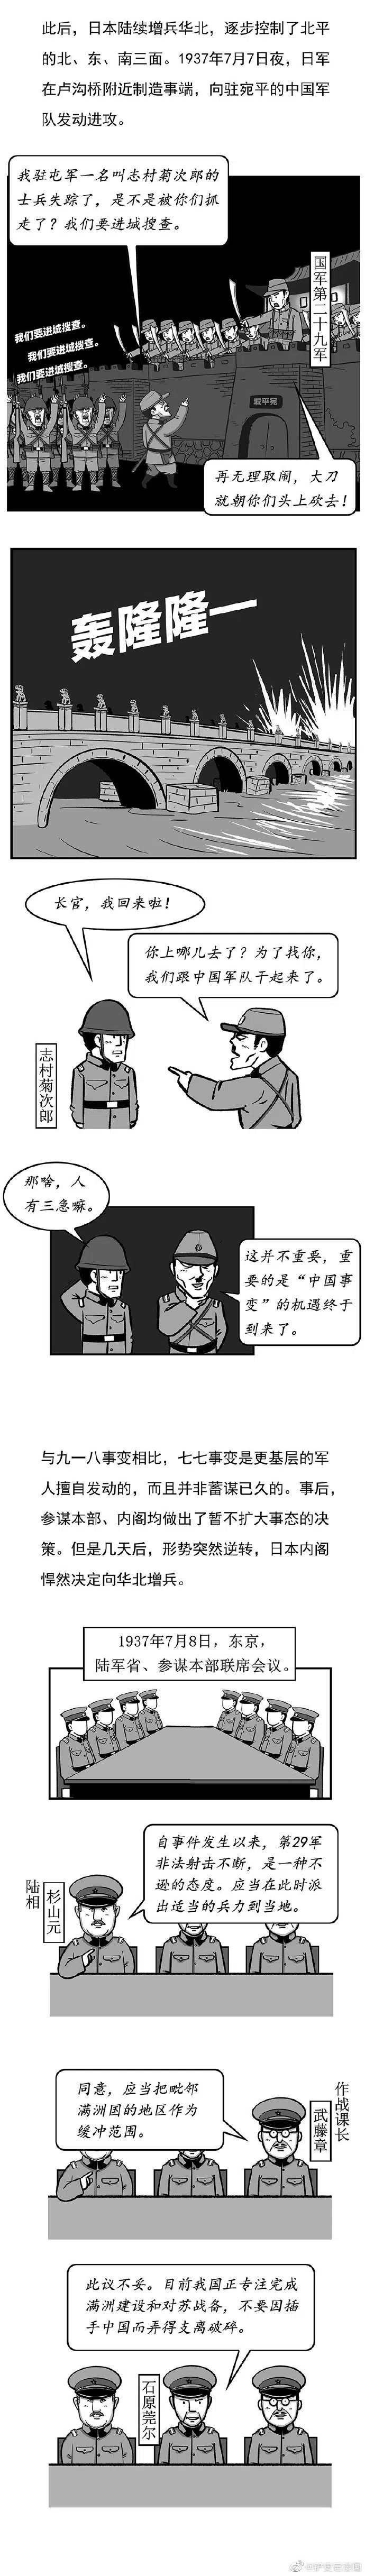 此后，日本陆续增兵华北，逐步控制了北平
的北、东、南三面。1937年7月7日夜，日军
在卢沟桥附近制造事端，向驻宛平的中国军
队发动进攻。
我驻屯军一名叫志村菊次郎的
士兵失踪了，是不是被你们抓
走了？我们要进城搜查。
国军第二十九军
我们要进城搜查。
我们要进城搜查。
我们要进城搜查。
城平宛
再无理取闹，大刀
就朝你们头上砍去！
轰隆隆一
长官，我回来啦！
你上哪儿去了？为了找你，
我们跟中国军队干起来了。
志村菊次郎
那啥，人
有三急嘛。
这并不重要，重
要的是“中国事
变”的机遇终于
到来了。
与九一八事变相比，七七事变是更基层的军
人擅自发动的，而且并非蓄谋已久的。事后，
参谋本部、内阁均做出了暂不扩大事态的决
策。但是几天后，形势突然逆转，日本内阁
悍然决定向华北增兵。
1937年7月8日，东京，
陆军省、参谋本部联席会议。
自事件发生以来，第29军
非法射击不断，是一种不
逊的态度。应当在此时派
出适当的兵力到当地。
陆相
杉山元
同意，应当把毗邻
满洲国的地区作为
缓冲范围。
作战课长
武藤章
此议不妥。目前我国正专注完成
满洲建设和对苏战备，不要因插
手中国而弄得支离破碎。
石原莞尔